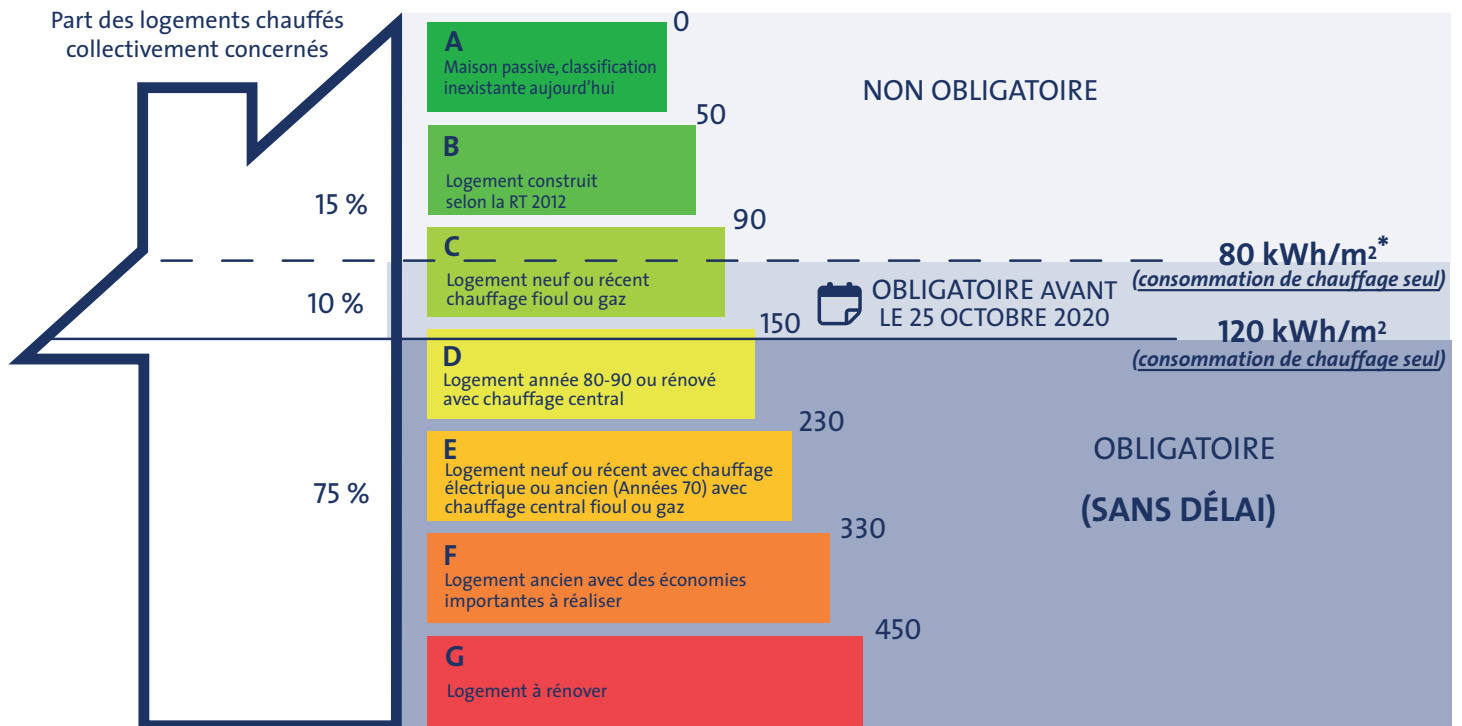 Part des logements chauffés
collectivement concernés
0
A
Maison passive, classification
inexistante aujourd’hui
NON OBLIGATOIRE
50
B
Logement construit
selon la RT 2012
15 %
90
C
Logement neuf ou récent
chauffage fioul ou gaz
80 kWh/m²*
(consommation de chauffage seul)
10 %
OBLIGATOIRE AVANT
LE 25 OCTOBRE 2020
150
120 kWh/m²
(consommation de chauffage seul)
D
Logement année 80-90 ou rénové
avec chauffage central
230
E
Logement neuf ou récent avec chauffage
électrique ou ancien (Années 70) avec
chauffage central fioul ou gaz
75 %
OBLIGATOIRE
(SANS DÉLAI)
330
F
Logement ancien avec des économies
importantes à réaliser
450
G
Logement à rénover